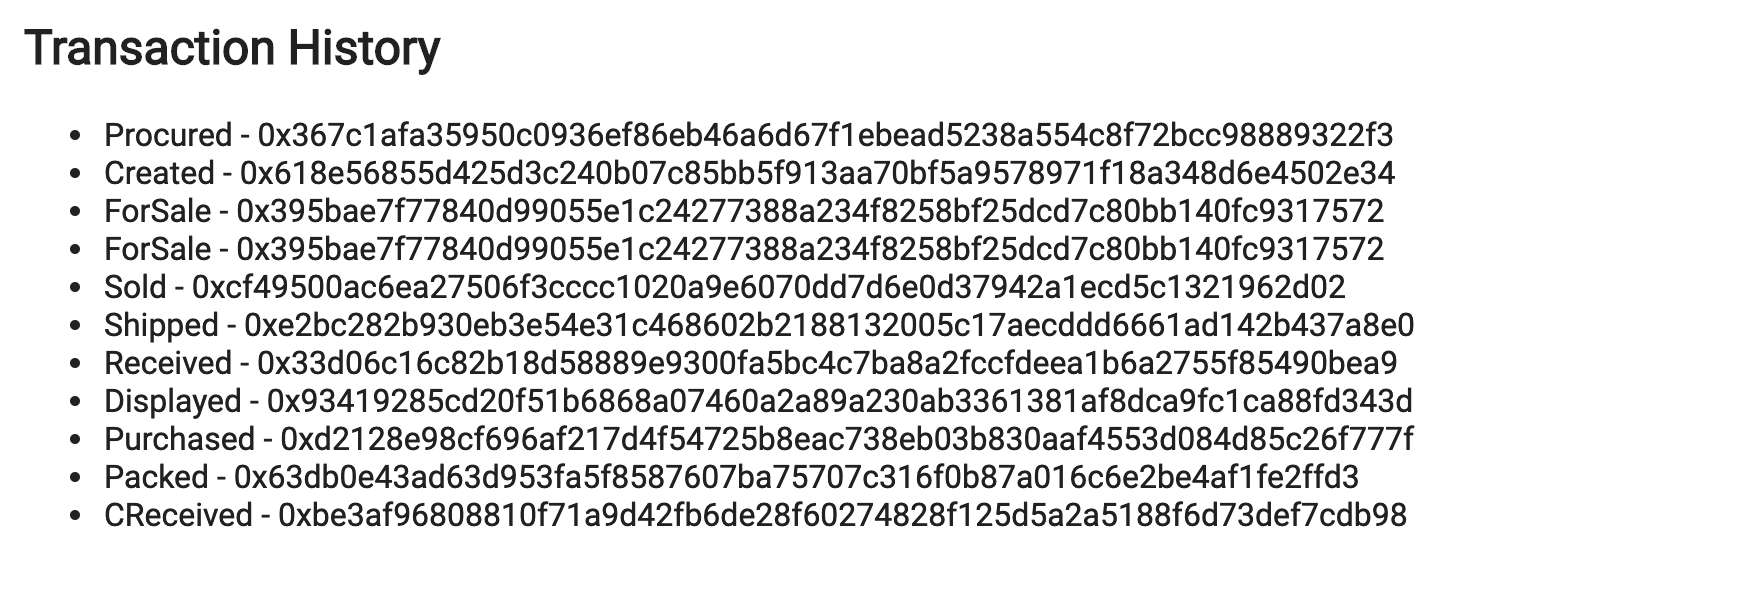 Transaction History
• Procured - 0x367c1afa35950c0936ef86eb46a6d67f1ebead5238a554c8f72bcc98889322f3
• Created - 0x618e56855d425d3c240b07c85bb5f913aa70bf5a9578971f18a348d6e4502e34
• ForSale - 0x395bae7f77840d99055e1c24277388a234f8258bf25dcd7c80bb140fc9317572
• ForSale - 0x395bae7f77840d99055e1c24277388a234f8258bf25dcd7c80bb140fc9317572
• Sold - 0xcf49500ac6ea27506f3cccc1020a9e6070dd7d6e0d37942a1ecd5c1321962d02
• Shipped - 0xe2bc282b930eb3e54e31c468602b2188132005c17aecddd6661ad142b437a8e0
• Received - 0x33d06c16c82b18d58889e9300fa5bc4c7ba8a2fccfdeea1b6a2755f85490bea9
• Displayed - 0x93419285cd20f51b6868a07460a2a89a230ab3361381af8dca9fc1ca88fd343d
• Purchased - 0xd2128e98cf696af217d4f54725b8eac738eb03b830aaf4553d084d85c26f777f
• Packed - 0x63db0e43ad63d953fa5f8587607ba75707c316f0b87a016c6e2be4af1fe2ffd3
• CReceived - 0xbe3af96808810f71a9d42fb6de28f60274828f125d5a2a5188f6d73def7cdb98